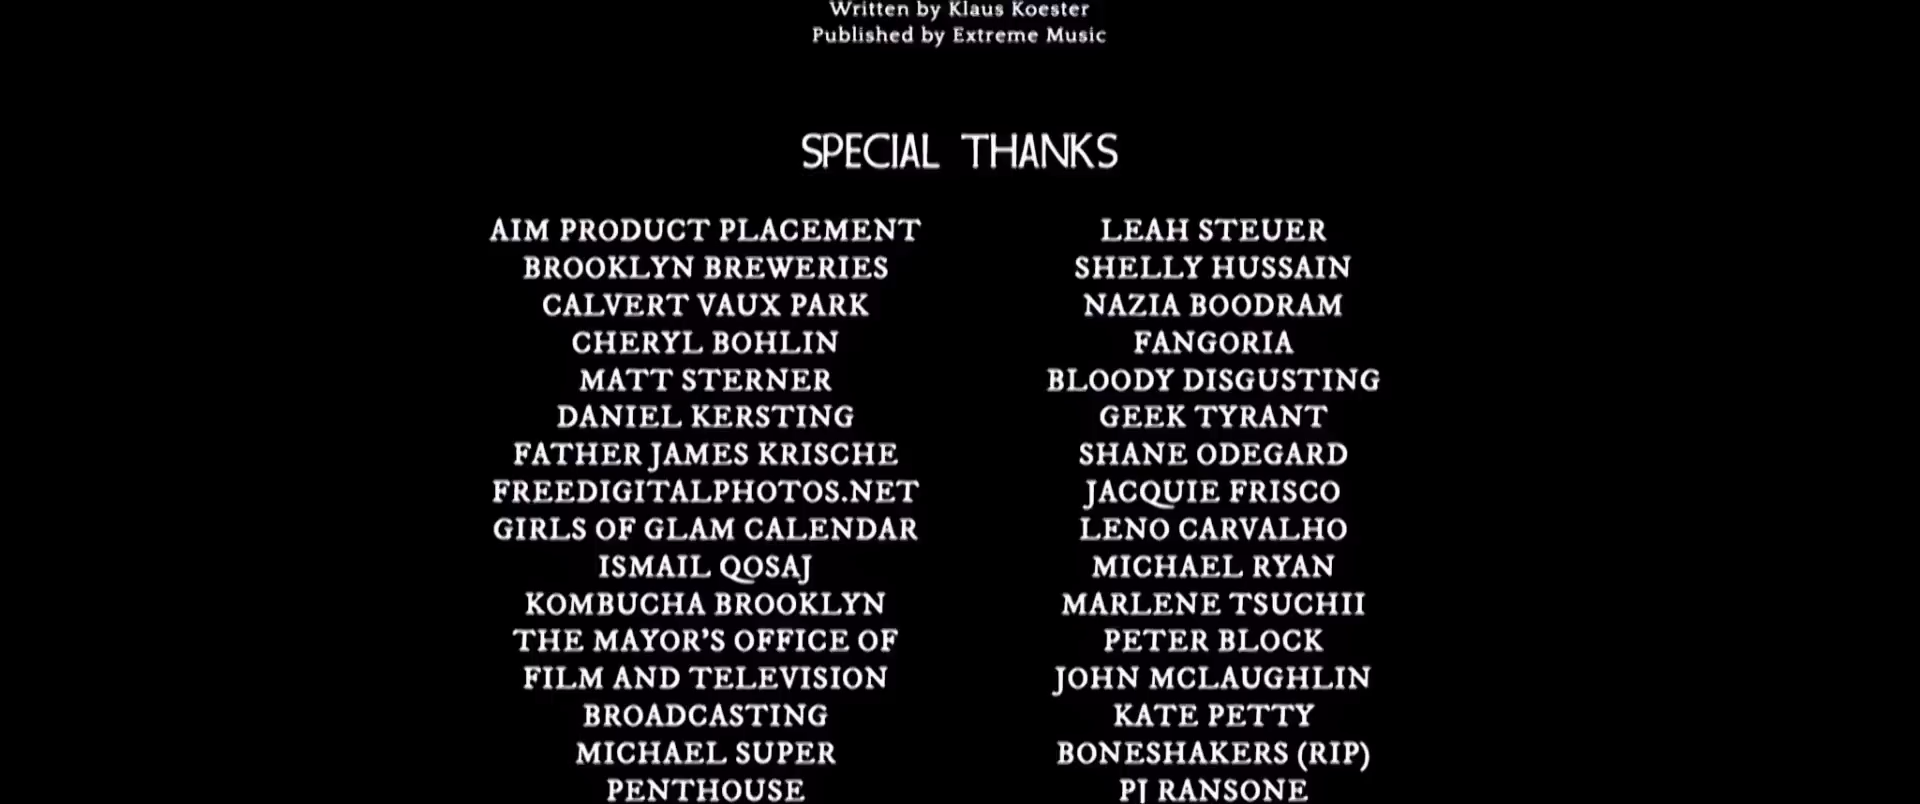 Written by Klaus Koester
Published by Extreme Music
SPECIAL THANKS
AIM PRODUCT PLACEMENT
BROOKLYN BREWERIES
CALVERT VAUX PARK
CHERYL BOHLIN
MATT STERNER
DANIEL KERSTING
FATHER JAMES KRISCHE
FREEDIGITALPHOTOS.NET
GIRLS OF GLAM CALENDAR
ISMAIL QOSAJ
KOMBUCHA BROOKLYN
THE MAYOR'S OFFICE OF
FILM AND TELEVISION
BROADCASTING
MICHAEL SUPER
PENTHOUSE
LEAH STEUER
SHELLY HUSSAIN
NAZIA BOODRAM
FANGORIA
BLOODY DISGUSTING
GEEK TYRANT
SHANE ODEGARD
JACQUIE FRISCO
LENO CARVALHO
MICHAEL RYAN
MARLENE TSUCHII
PETER BLOCK
JOHN MCLAUGHLIN
KATE PETTY
BONESHAKERS (RIP)
PJ RANSONE